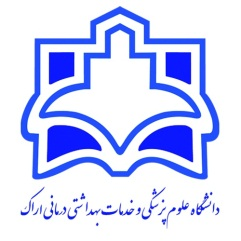 دانشگاه علوم پزشکی و خدمات بهداشتی درمانی اراک